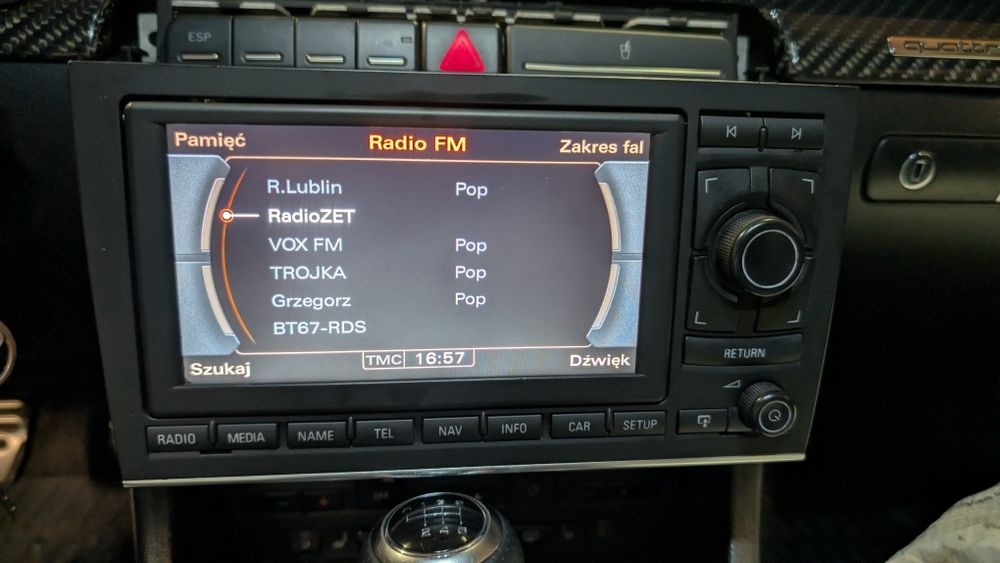 ESP
quattro
Pamięć Radio FM Zakres fal
R.Lublin Pop
RadioZET
VOX FM Pop
TROJKA Pop
Grzegorz Pop
BT67-RDS
TMC 16:57
Szukaj Dźwięk
RETURN
RADIO MEDIA NAME TEL NAV INFO CAR SETUP